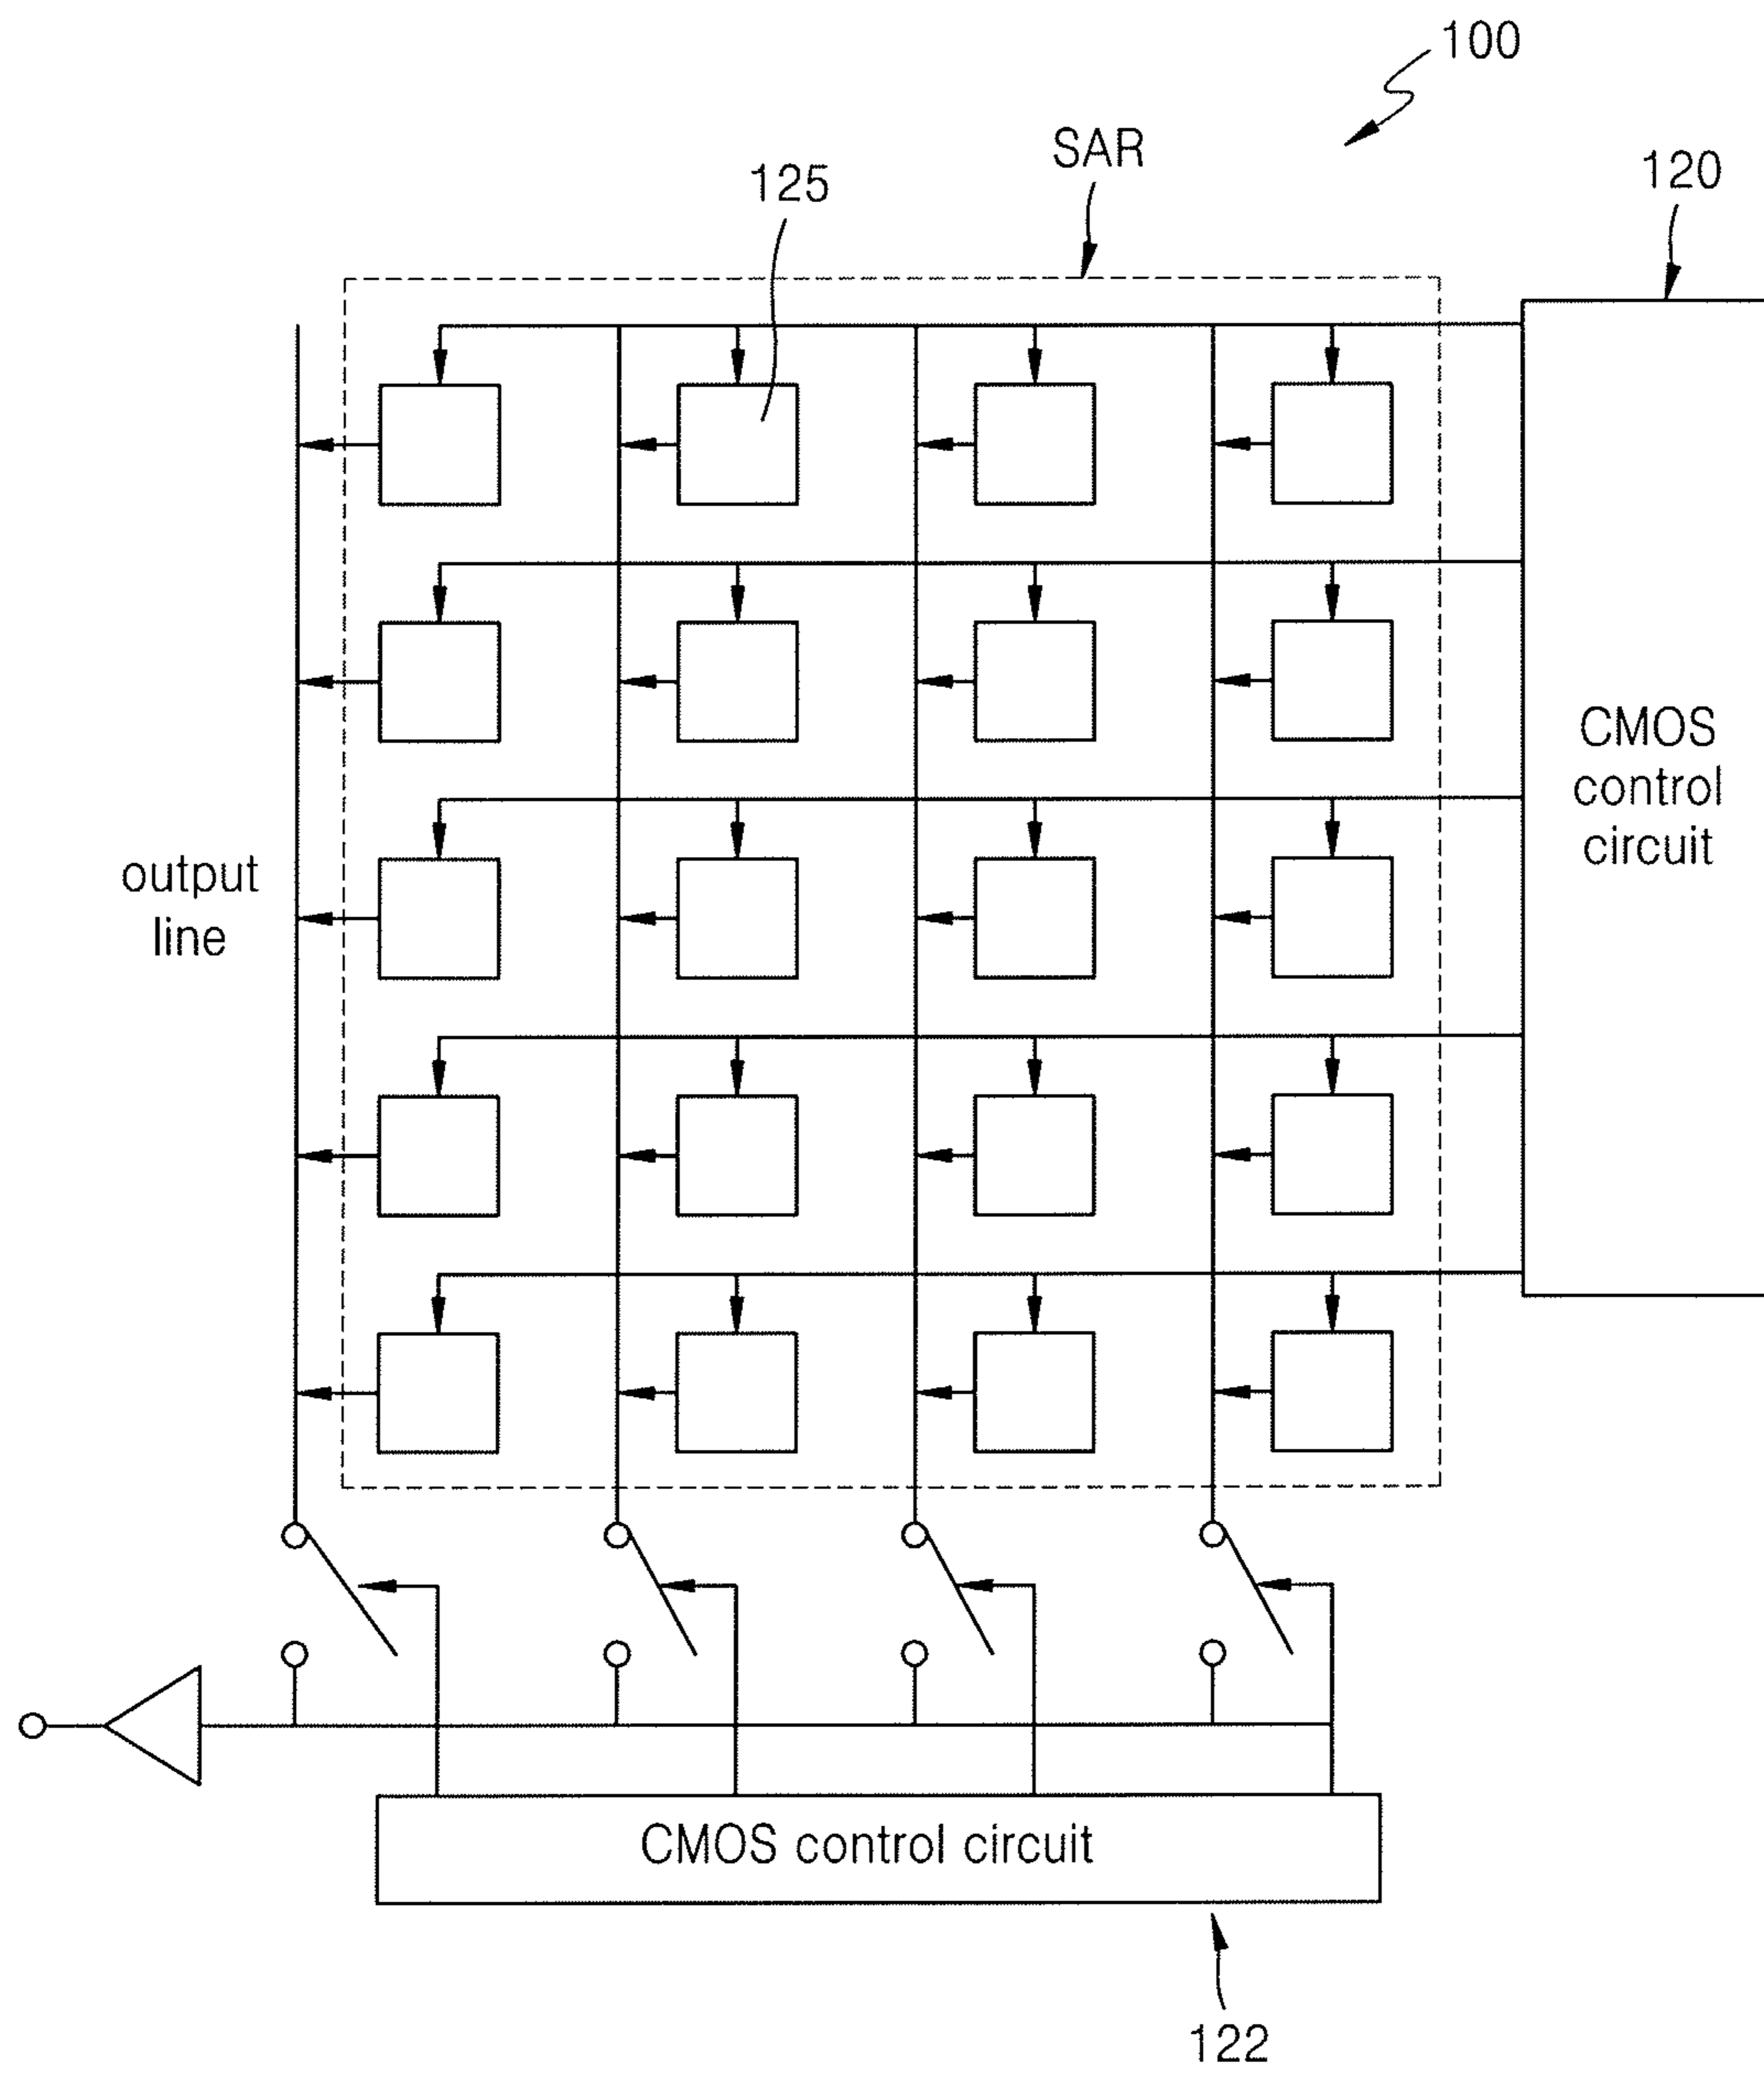 100
SAR
120
125
CMOS
control
circuit
output
line
CMOS control circuit
122